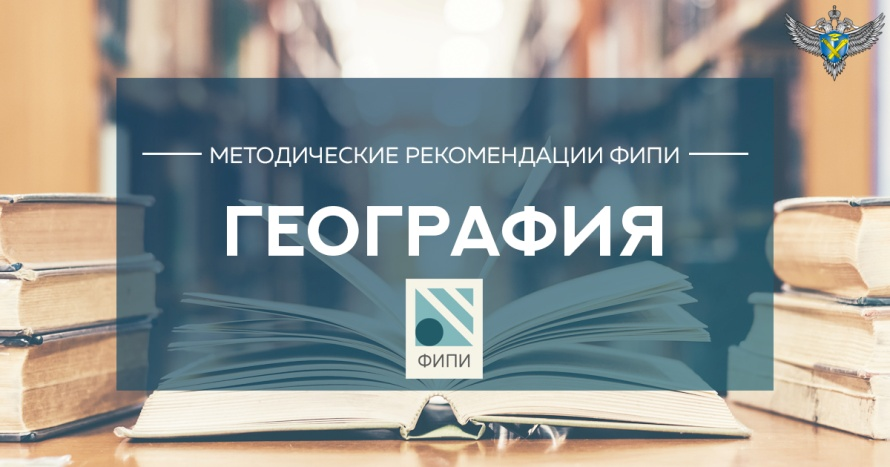 МЕТОДИЧЕСКИЕ РЕКОМЕНДАЦИИ ФИПИ
ГЕОГРАФИЯ
ФИПИ